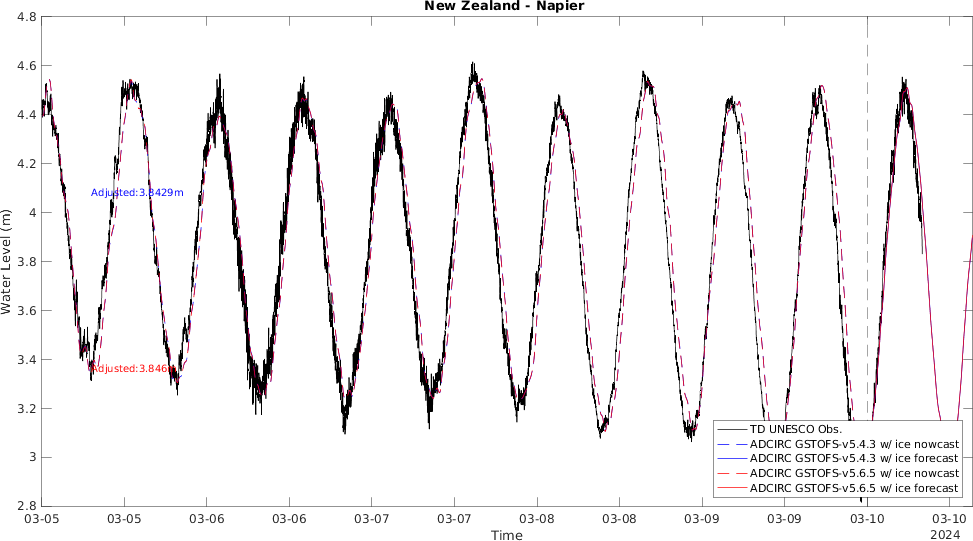 New Zealand - Napier
4.8
4.6
4.4
4.2
4
3.8
3.6
3.4
3.2
3
2.8
Water Level (m)
Adjusted:3.8429m
Adjusted:3.846m
TD UNESCO Obs.
ADCIRC GSTOFS-v5.4.3 w/ ice nowcast
ADCIRC GSTOFS-v5.4.3 w/ ice forecast
ADCIRC GSTOFS-v5.6.5 w/ ice nowcast
ADCIRC GSTOFS-v5.6.5 w/ ice forecast
03-05 03-05 03-06 03-06 03-07 03-07 03-08 03-08 03-09 03-09 03-10 03-10
Time
2024